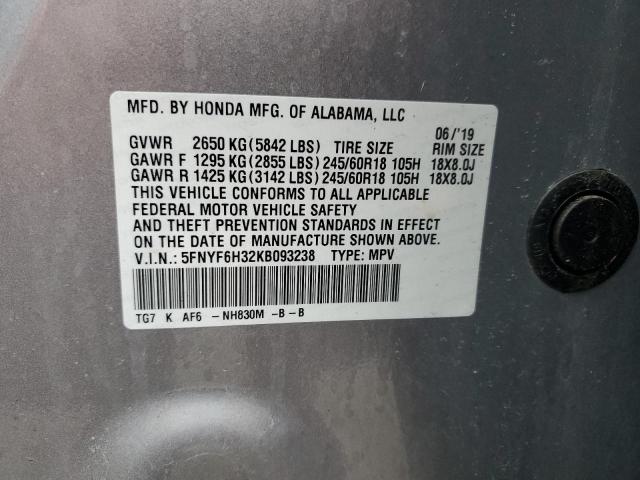 MFD. BY HONDA MFG. OF ALABAMA, LLC
06/'19
GVWR 2650 KG(5842 LBS) TIRE SIZE RIM SIZE
GAWR F 1295 KG(2855 LBS)245/60R18 105H 18X8.0J
GAWR R 1425 KG(3142 LBS)245/60R18 105H 18X8.0J
THIS VEHICLE CONFORMS TO ALL APPLICABLE
FEDERAL MOTOR VEHICLE SAFETY
AND THEFT PREVENTION STANDARDS IN EFFECT
ON THE DATE OF MANUFACTURE SHOWN ABOVE.
V.I.N.: 5FNYF6H32KB093238 TYPE: MPV
TG7 K AF6 -NH830M -B-B